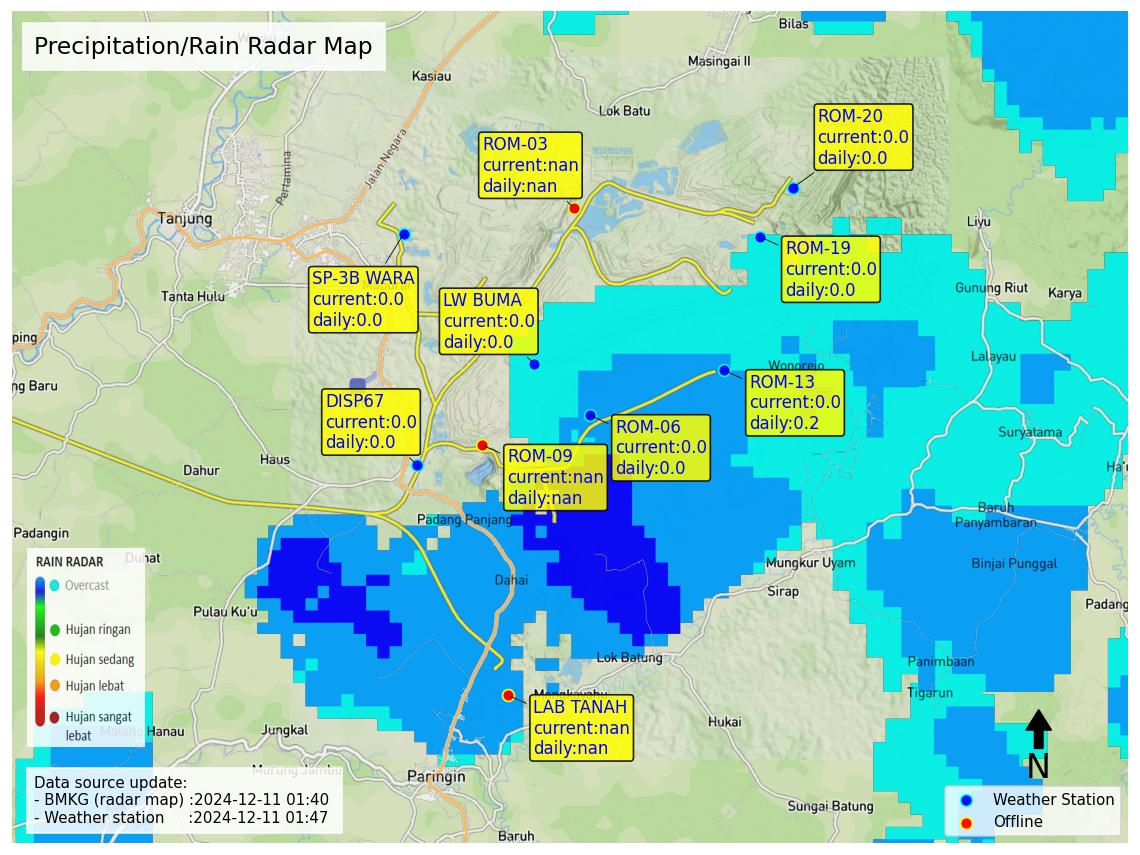 Precipitation/Rain Radar Map
Bilas
Masingai II
Kasiau
Lok Batu
ROM-20
current:0.0
daily:0.0
ROM-03
current:nan
daily:nan
Jalan Negara
Pertamina
Tanjung
Liyu
ROM-19
current:0.0
daily:0.0
SP-3B WARA
current:0.0
daily:0.0
Tanta Hulu
LW BUMA
current:0.0
daily:0.0
Gunung Riut
Karya
ping
Lalayau
Wonorejo
ng Baru
ROM-13
current:0.0
daily:0.2
DISP67
current:0.0
daily:0.0
ROM-06
current:0.0
daily:0.0
Suryatama
Haus
Dahur
ROM-09
current:nan
daily:nan
Ha'u
Baruh
Panyambaran
Padang Panjang
Padangin
Duhat
Mungkur Uyam
Binjai Punggal
Dahai
Sirap
Pulau Ku'u
Padang
RAIN RADAR
Overcast
Hujan ringan
Hujan sedang
Hujan lebat
Hujan sangat
lebat
Lok Batung
Panimbaan
Tigarun
Mangkayahu
LAB TANAH
current:nan
daily:nan
Hukai
Matang Hanau
Jungkal
Murung Jambu
Paringin
Sungai Batung
Baruh
N
Data source update:
- BMKG (radar map) :2024-12-11 01:40
- Weather station :2024-12-11 01:47
Weather Station
Offline